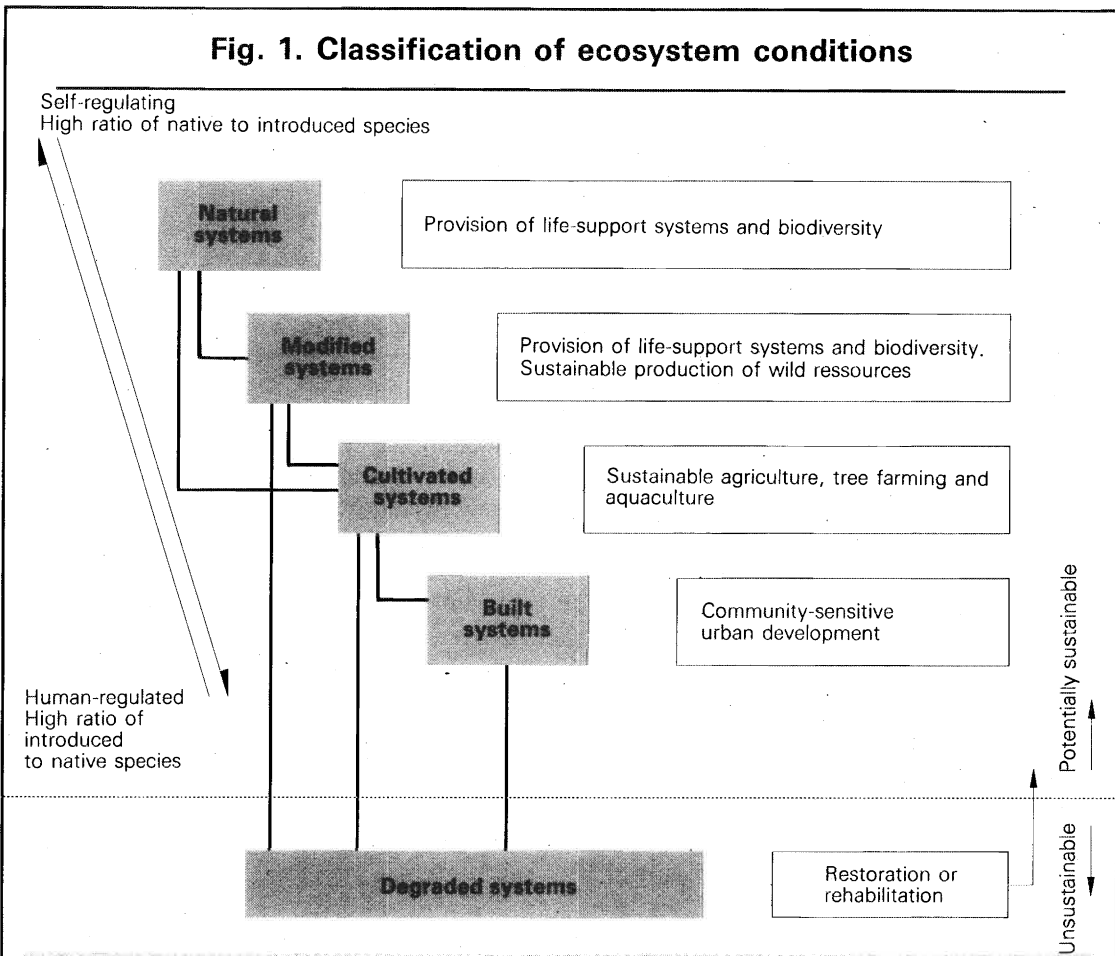 Fig. 1. Classification of ecosystem conditions
Self-regulating
High ratio of native to introduced species
Natural
systems
Provision of life-support systems and biodiversity
Modified
systems
Provision of life-support systems and biodiversity.
Sustainable production of wild ressources
Cultivated
systems
Sustainable agriculture, tree farming and
aquaculture
Built
systems
Community-sensitive
urban development
Human-regulated
High ratio of
introduced
to native species
Potentially sustainable
Degraded systems
Restoration or
rehabilitation
Unsustainable